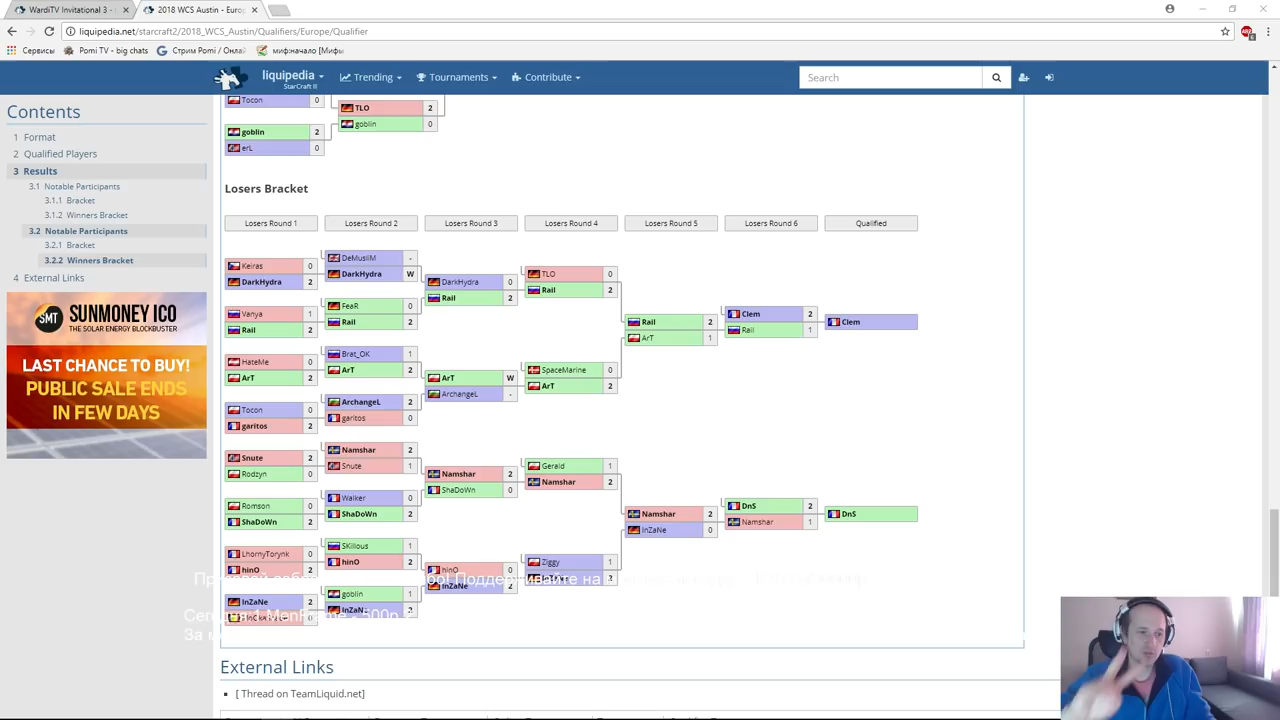 WardiTV Invitational 3 -
2018 WCS Austin - Europ
liquipedia.net/starcraft2/2018_WCS_Austin/Qualifiers/Europe/Qualifier
Сервисы Pomi TV - big chats Стрим Pomi / Онлай мифiначало [Мифы
liquipedia
StarCraft II
Trending
Tournaments
Contribute
Search
Contents
1 Format
2 Qualified Players
3 Results
3.1 Notable Participants
3.1.1 Bracket
3.1.2 Winners Bracket
3.2 Notable Participants
3.2.1 Bracket
3.2.2 Winners Bracket
4 External Links
SMT SUNMONEY ICO
THE SOLAR ENERGY BLOCKBUSTER
LAST CHANCE TO BUY!
PUBLIC SALE ENDS
IN FEW DAYS
Tocon 0
goblin 2
erL 0
TLO 2
goblin 0
Losers Bracket
Losers Round 1
Losers Round 2
Losers Round 3
Losers Round 4
Losers Round 5
Losers Round 6
Qualified
Keiras 0
DarkHydra 2
Vanya 1
Rail 2
HateMe 0
ArT 2
Tocon 0
garitos 2
Snute 2
Rodzyn 0
Romson 0
ShaDoWn 2
LhornyTorynk 0
hinO 2
InZaNe 2
DeMusliM -
DarkHydra W
FeaR 0
Rail 2
Brat_OK 1
ArT 2
ArchangeL 2
garitos 0
Namshar 2
Snute 1
Walker 0
ShaDoWn 2
SKillous 1
hinO 2
goblin 0
InZaNe 2
DarkHydra 0
Rail 2
ArT W
ArchangeL -
Namshar 2
ShaDoWn 0
hinO 0
InZaNe 2
TLO 0
Rail 2
SpaceMarine 0
ArT 2
Gerald 1
Namshar 2
Ziggy 1
Rail 2
ArT 1
Namshar 2
InZaNe 0
Clem 2
Rail 1
DnS 2
Namshar 1
Clem
DnS
External Links
[ Thread on TeamLiquid.net]